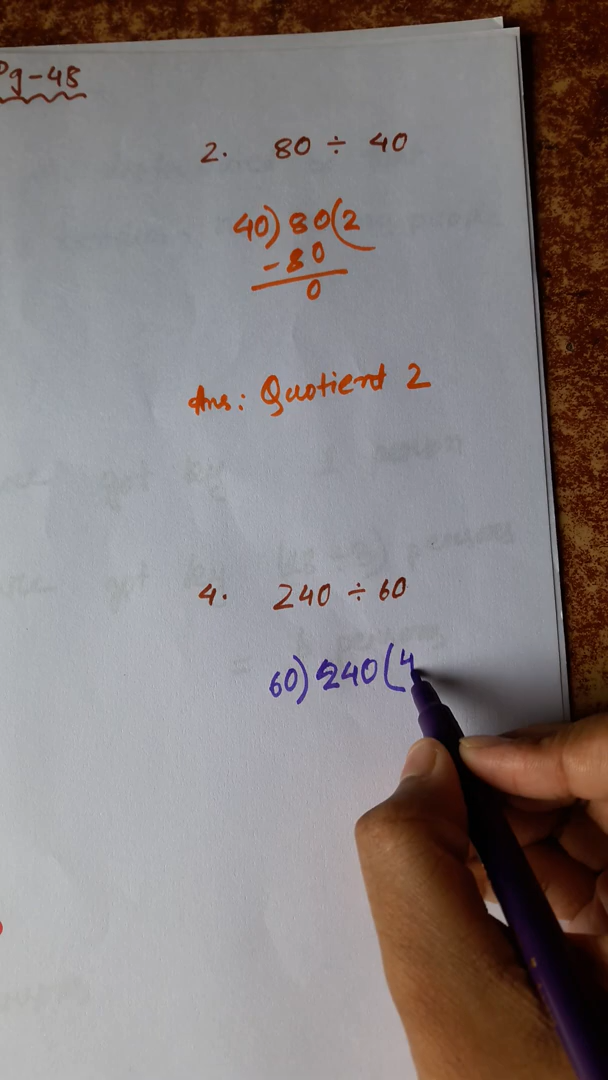 Pg-48
2. 80 ÷ 40
40) 80(2
-80
0
Ans: Quotient 2
4. 240 ÷ 60
60) 240(4